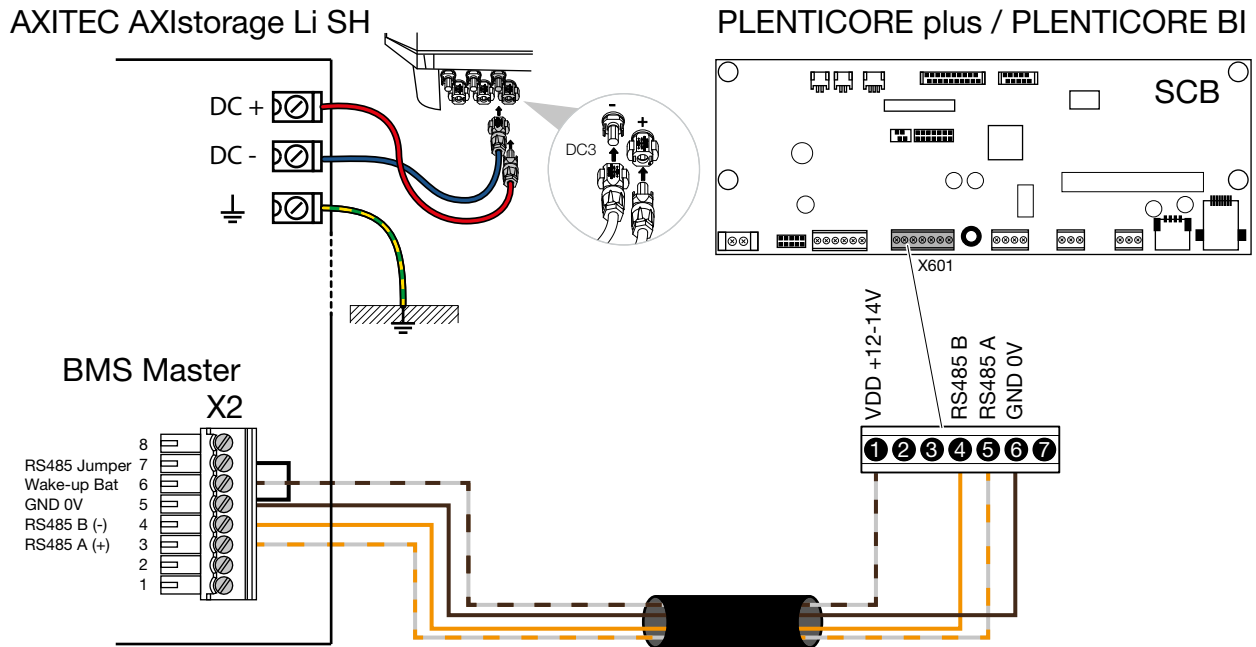 AXITEC AXIstorage Li SH
PLENTICORE plus / PLENTICORE BI
DC +
DC -
-
+
DC3
SCB
X601
BMS Master
X2
8
RS485 Jumper 7
Wake-up Bat 6
GND 0V 5
RS485 B (-) 4
RS485 A (+) 3
2
1
VDD +12-14V
RS485 B
RS485 A
GND 0V
1 2 3 4 5 6 7